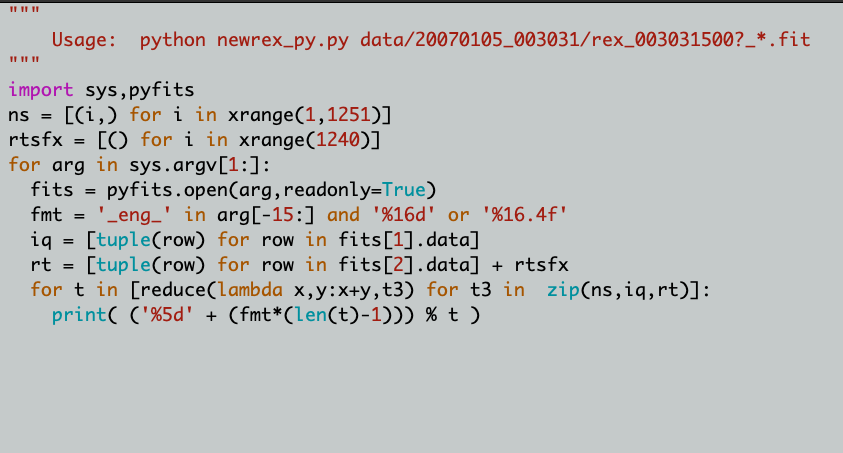 """
    Usage:  python newrex_py.py data/20070105_003031/rex_003031500?_*.fit
"""
import sys,pyfits
ns = [(i,) for i in xrange(1,1251)]
rtsfx = [() for i in xrange(1240)]
for arg in sys.argv[1:]:
  fits = pyfits.open(arg,readonly=True)
  fmt = '_eng_' in arg[-15:] and '%16d' or '%16.4f'
  iq = [tuple(row) for row in fits[1].data]
  rt = [tuple(row) for row in fits[2].data] + rtsfx
  for t in [reduce(lambda x,y:x+y,t3) for t3 in  zip(ns,iq,rt)]:
    print( ('%5d' + (fmt*(len(t)-1))) % t )